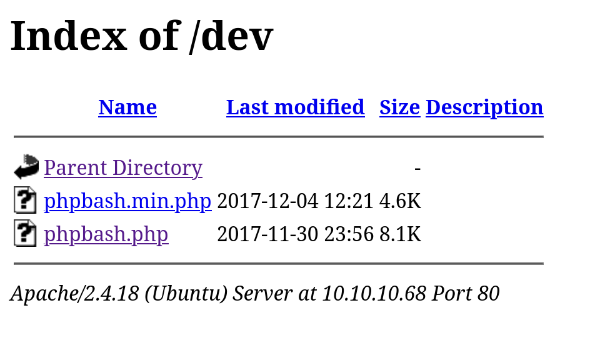 Index of /dev
Name Last modified Size Description
Parent Directory -
phpbash.min.php 2017-12-04 12:21 4.6K
phpbash.php 2017-11-30 23:56 8.1K
Apache/2.4.18 (Ubuntu) Server at 10.10.10.68 Port 80